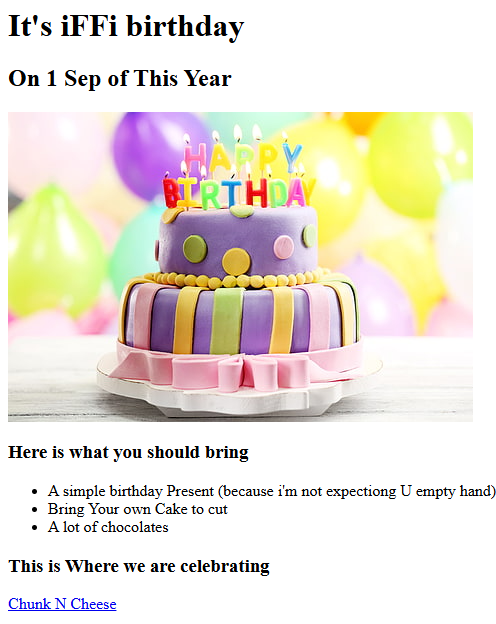 It's iFFi birthday
On 1 Sep of This Year
HAPPY
BIRTHDAY
Here is what you should bring
A simple birthday Present (because i'm not expectiong U empty hand)
Bring Your own Cake to cut
A lot of chocolates
This is Where we are celebrating
Chunk N Cheese